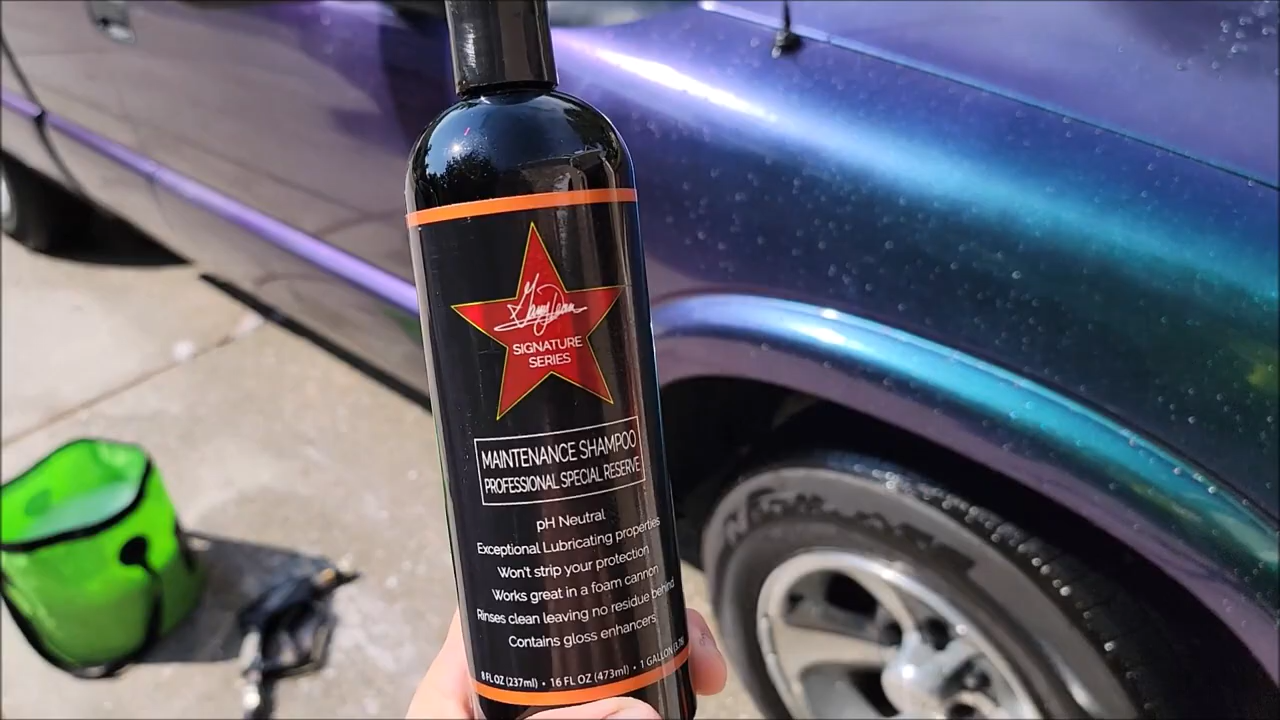 SIGNATURE
SERIES
MAINTENANCE SHAMPOO
PROFESSIONAL SPECIAL RESERVE
pH Neutral
Exceptional Lubricating properties
Won't strip your protection
Works great in a foam cannon
Rinses clean leaving no residue behind
Contains gloss enhancers
8 FL OZ (237ml) • 16 FL OZ (473ml) • 1 GALLON